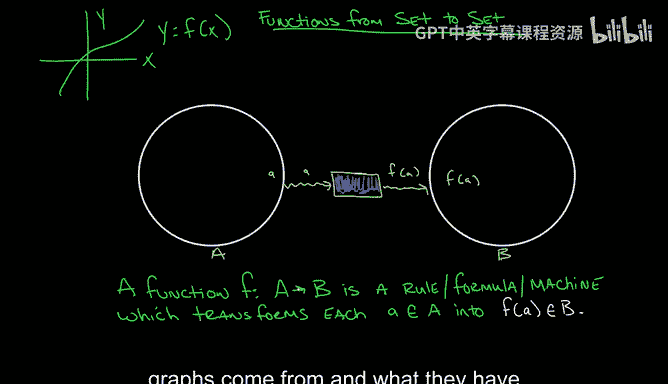 Functions from Set to Set
GPT中英字幕课程资源 bilibili
y
y = f(x)
x
a
a
f(a)
f(a)
A
B
A function f: A→B is a rule/formula/machine
which transforms each a ∈ A into f(a) ∈ B.
graphs come from and what they have